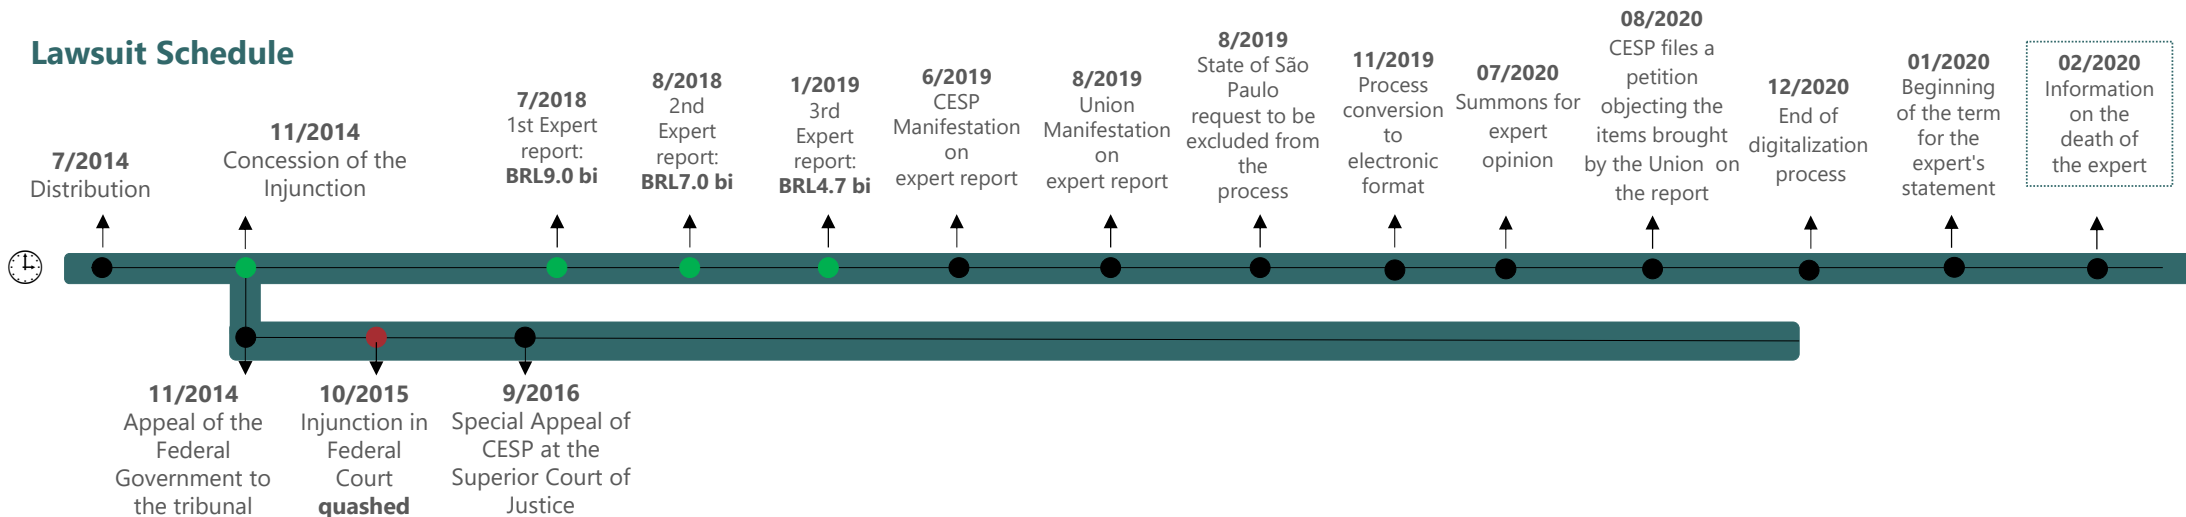 Lawsuit Schedule
7/2014
Distribution
11/2014
Concession of the
Injunction
7/2018
1st Expert
report:
BRL9.0 bi
8/2018
2nd
Expert
report:
BRL7.0 bi
1/2019
3rd
Expert
report:
BRL4.7 bi
6/2019
CESP
Manifestation
on
expert report
8/2019
Union
Manifestation
on
expert report
8/2019
State of São
Paulo
request to be
excluded from
the
process
11/2019
Process
conversion
to
electronic
format
07/2020
Summons for
expert
opinion
08/2020
CESP files a
petition
objecting the
items brought
by the Union on
the report
12/2020
End of
digitalization
process
01/2020
Beginning
of the term
for the
expert's
statement
02/2020
Information
on the
death of
the expert
11/2014
Appeal of the
Federal
Government to
the tribunal
10/2015
Injunction in
Federal
Court
quashed
9/2016
Special Appeal of
CESP at the
Superior Court of
Justice